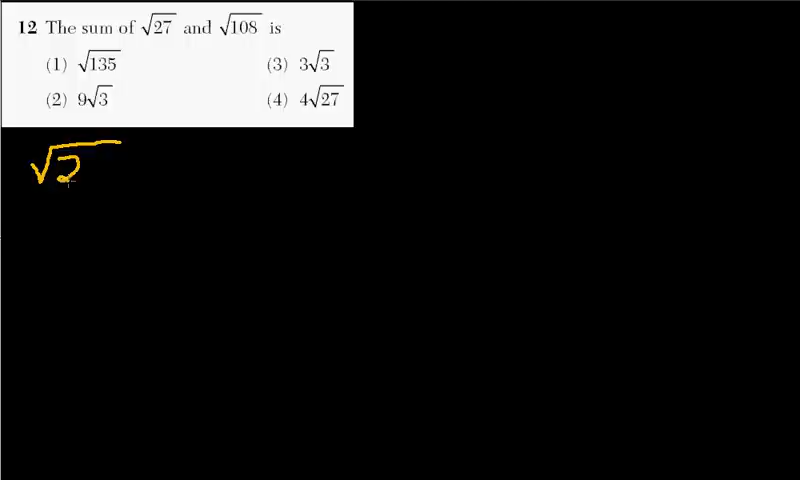 12 The sum of √27 and √108 is
(1) √135 (3) 3√3
(2) 9√3 (4) 4√27
√2